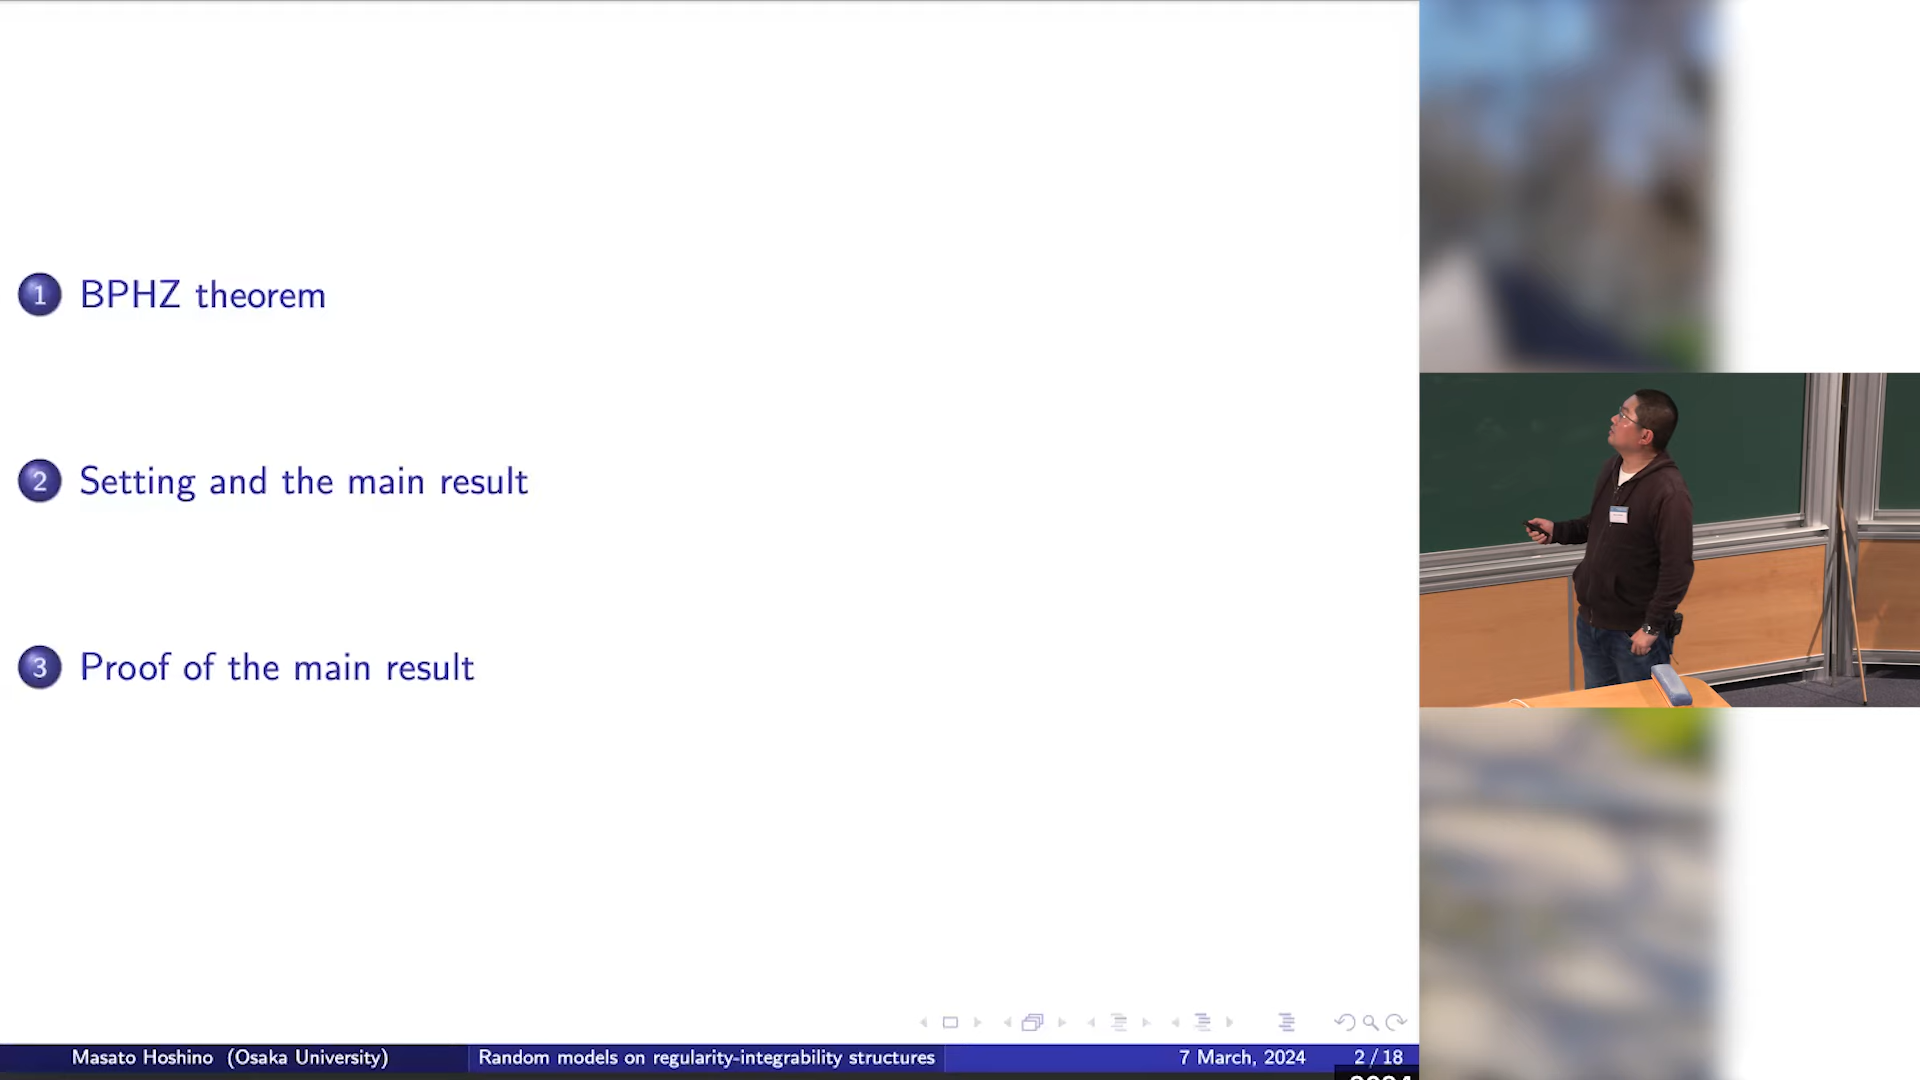 1 BPHZ theorem
2 Setting and the main result
3 Proof of the main result
Masato Hoshino (Osaka University) Random models on regularity-integrability structures 7 March, 2024 2 / 18